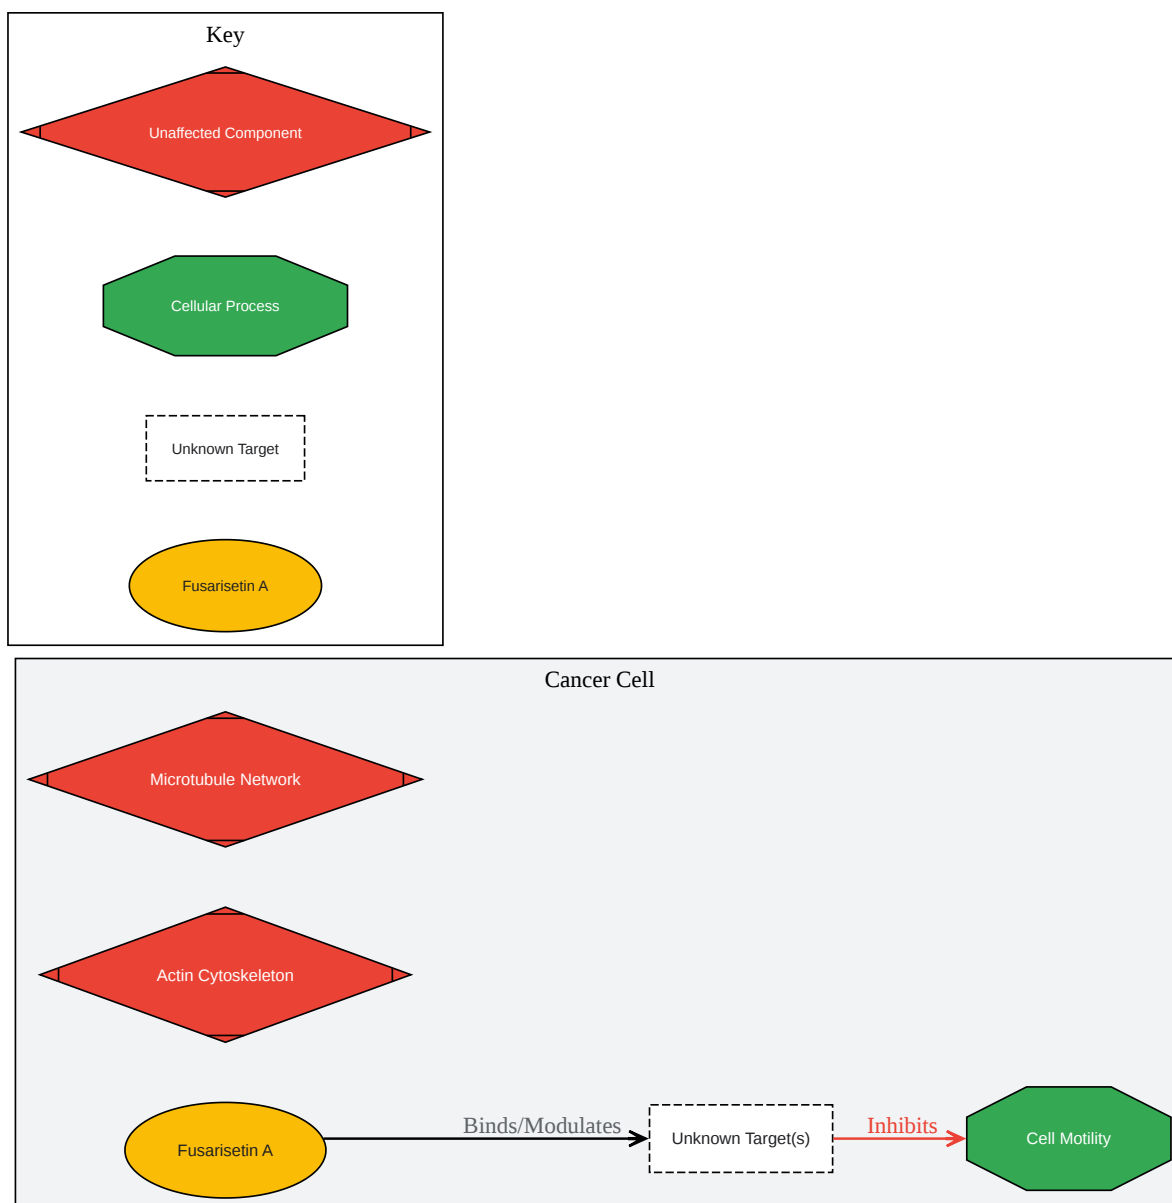 Key
Unaffected Component
Cellular Process
Unknown Target
Fusarisetin A
Cancer Cell
Microtubule Network
Actin Cytoskeleton
Fusarisetin A
Binds/Modulates
Unknown Target(s)
Inhibits
Cell Motility